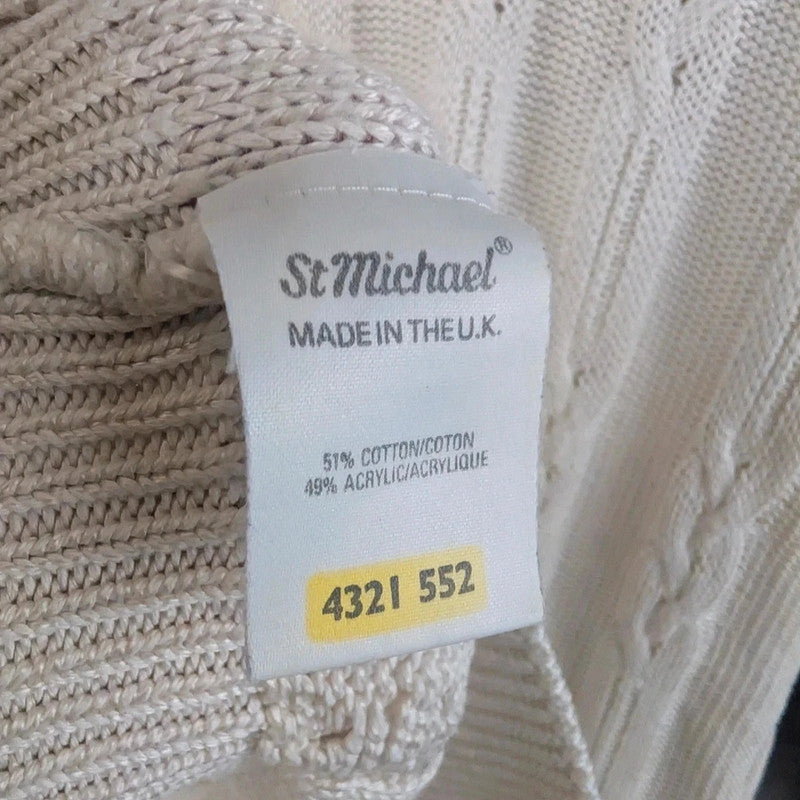 St Michael®
MADE IN THE U.K.
51% COTTON/COTON
49% ACRYLIC/ACRYLIQUE
4321 552